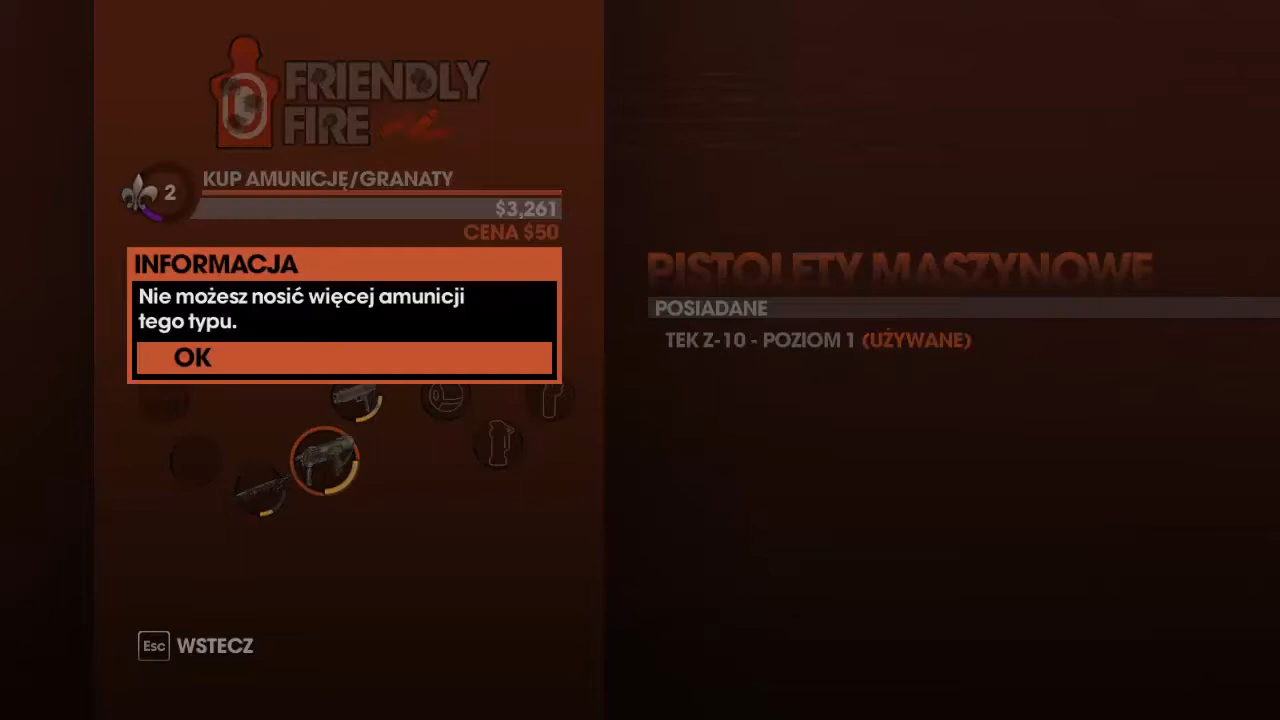 FRIENDLY
FIRE
2
KUP AMUNICJĘ/GRANATY
$3,261
CENA $50
INFORMACJA
Nie możesz nosić więcej amunicji
tego typu.
OK
PISTOLETY MASZYNOWE
POSIADANE
TEK Z-10 - POZIOM 1 (UŻYWANE)
Esc WSTECZ